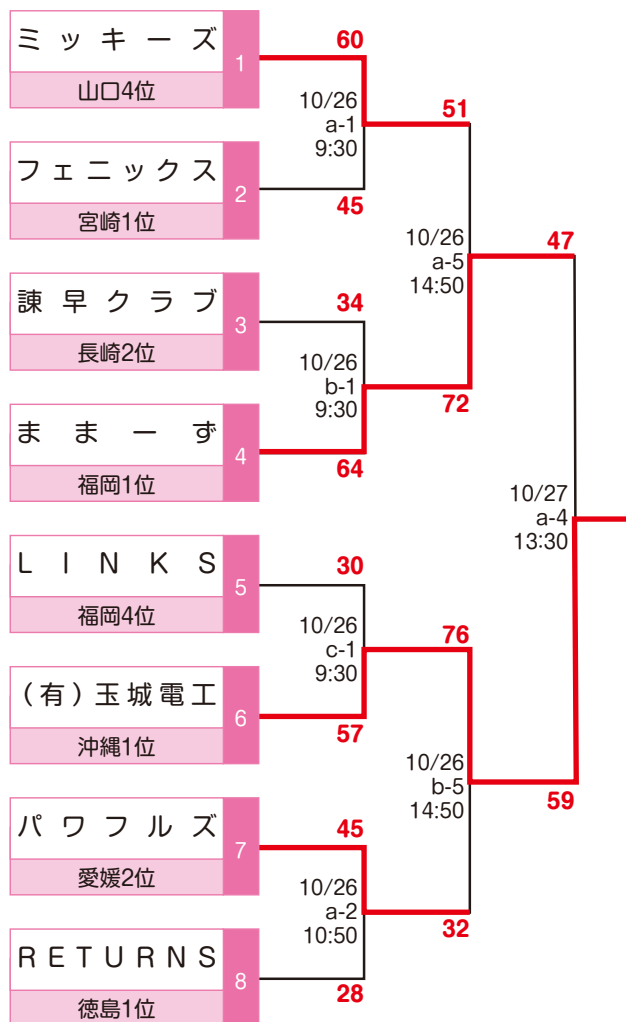 ミッキーズ
山口4位
1
フェニックス
宮崎1位
2
諫早クラブ
長崎2位
3
ままーず
福岡1位
4
LINKS
福岡4位
5
(有)玉城電工
沖縄1位
6
パワフルズ
愛媛2位
7
RETURNS
徳島1位
8
60
10/26
a-1
9:30
45
34
10/26
b-1
9:30
64
30
10/26
c-1
9:30
57
45
10/26
a-2
10:50
28
51
10/26
a-5
14:50
72
76
10/26
b-5
14:50
32
47
10/27
a-4
13:30
59